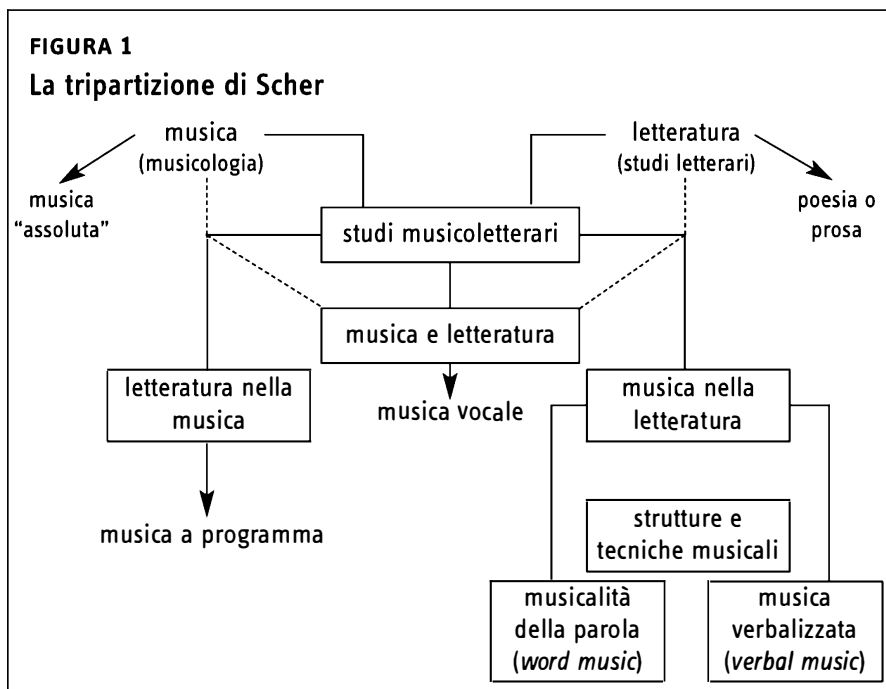 FIGURA 1
La tripartizione di Scher
musica
(musicologia)
letteratura
(studi letterari)
musica
“assoluta”
poesia o
prosa
studi musicoletterari
musica e letteratura
letteratura nella
musica
musica vocale
musica nella
letteratura
musica a programma
strutture e
tecniche musicali
musicalità
della parola
(word music)
musica
verbalizzata
(verbal music)